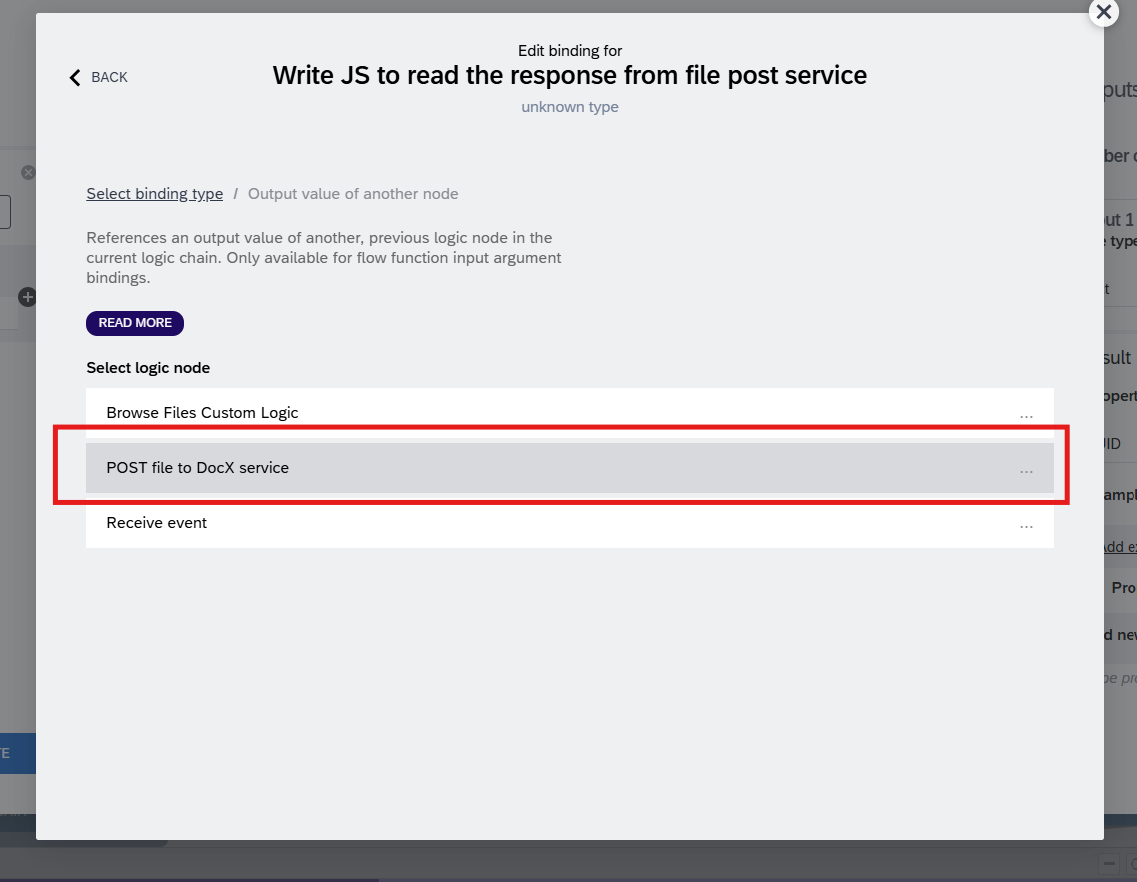 Edit binding for
BACK
Write JS to read the response from file post service
unknown type
Select binding type / Output value of another node
References an output value of another, previous logic node in the
current logic chain. Only available for flow function input argument
bindings.
READ MORE
Select logic node
Browse Files Custom Logic ...
POST file to DocX service ...
Receive event ...